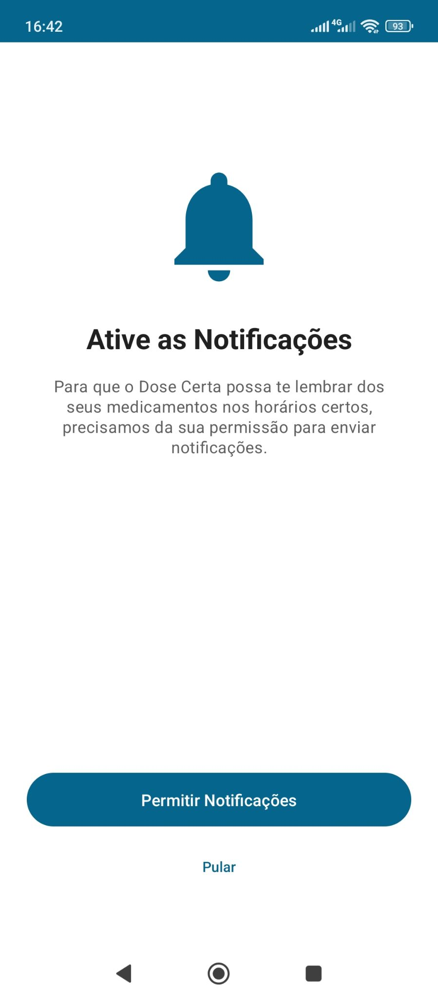 16:42
4G
93
Ative as Notificações
Para que o Dose Certa possa te lembrar dos
seus medicamentos nos horários certos,
precisamos da sua permissão para enviar
notificações.
Permitir Notificações
Pular